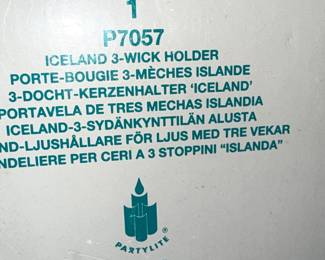 1
P7057
ICELAND 3-WICK HOLDER
PORTE-BOUGIE 3-MÈCHES ISLANDE
3-DOCHT-KERZENHALTER 'ICELAND'
PORTAVELA DE TRES MECHAS ISLANDIA
ICELAND-3-SYDÄNKYNTTILÄN ALUSTA
ND-LJUSHÅLLARE FÖR LJUS MED TRE VEKAR
NDELIERE PER CERI A 3 STOPPINI "ISLANDA"
PARTYLITE®